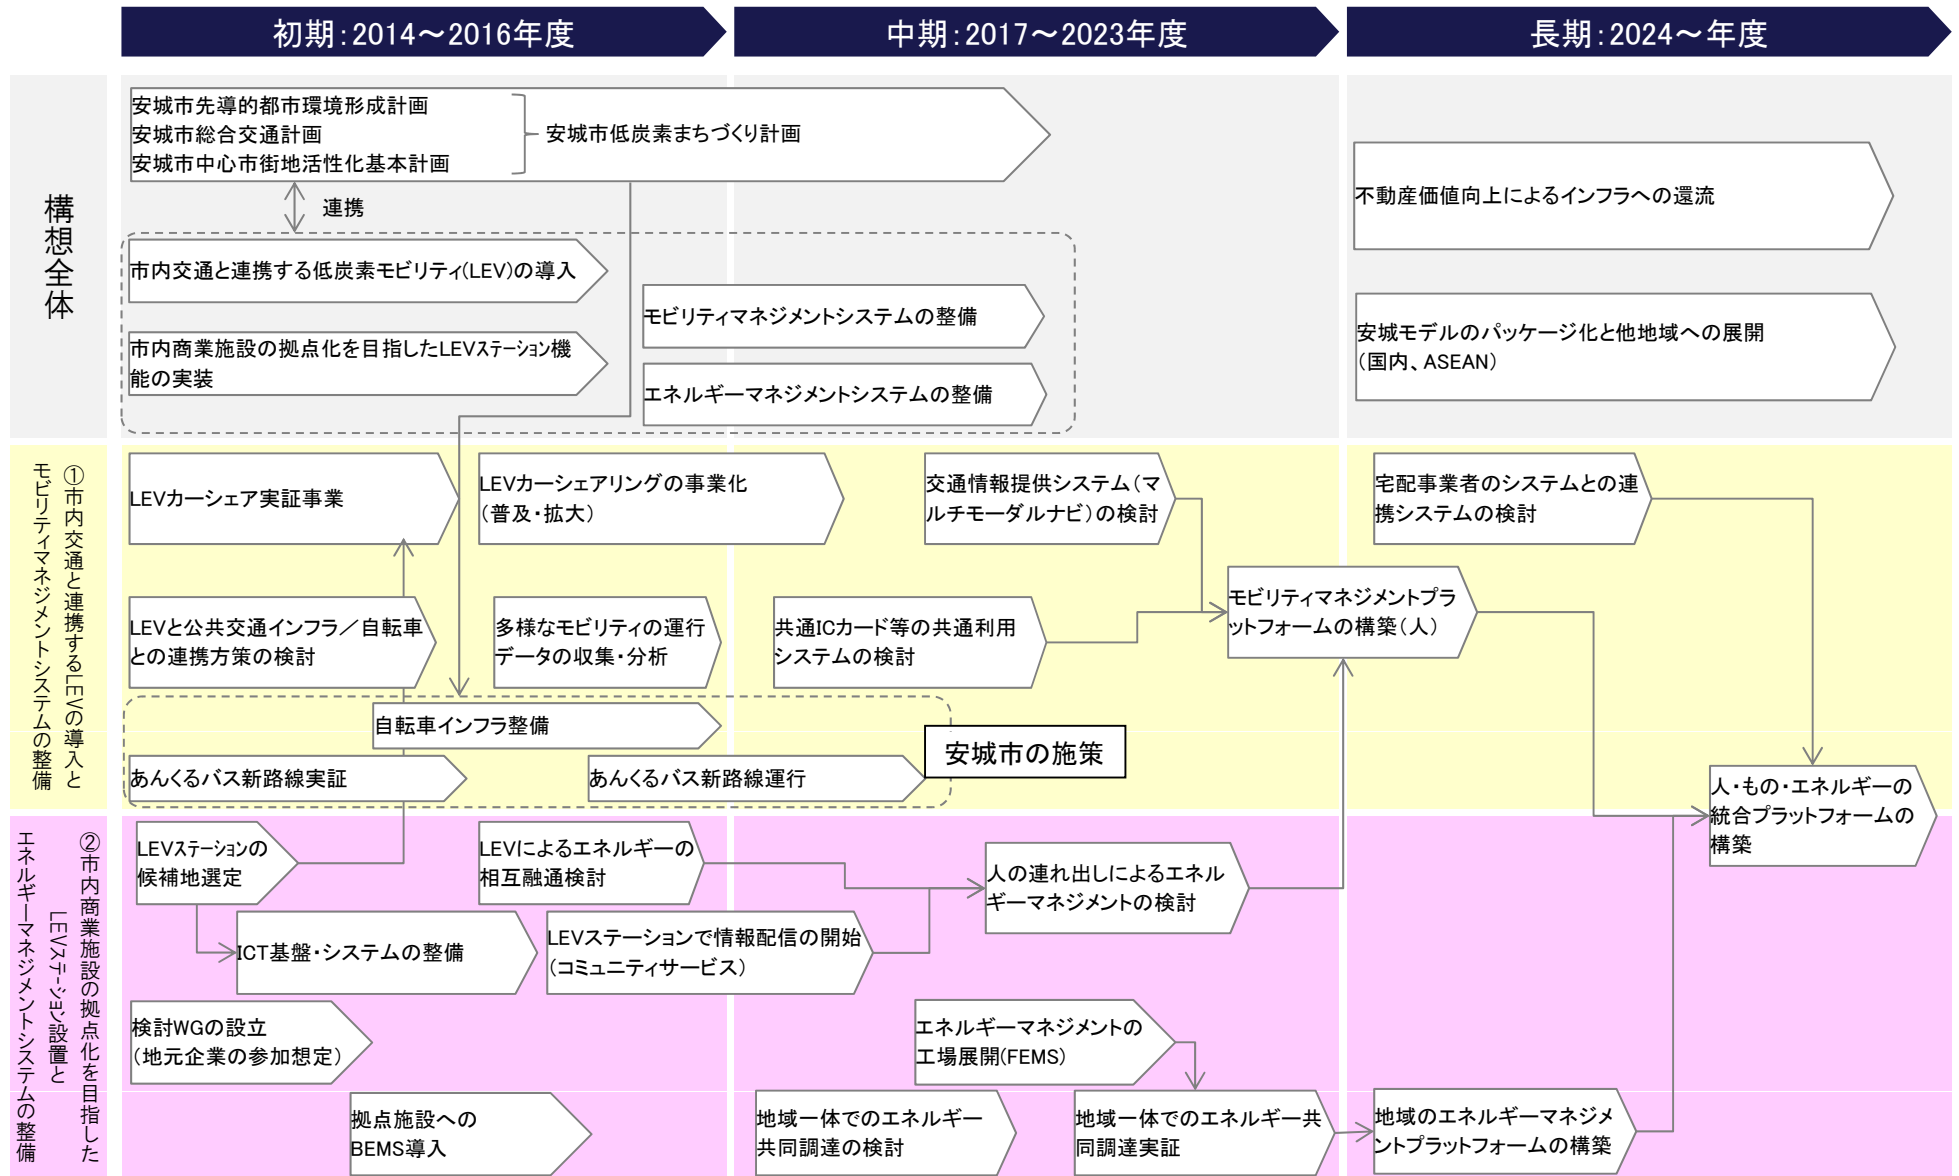 初期：2014～2016年度
中期：2017～2023年度
長期：2024～年度
構想全体
安城市先導的都市環境形成計画
安城市総合交通計画
安城市中心市街地活性化基本計画
安城市低炭素まちづくり計画
連携
市内交通と連携する低炭素モビリティ(LEV)の導入
市内商業施設の拠点化を目指したLEVｽﾃｰｼｮﾝ機
能の実装
モビリティマネジメントシステムの整備
エネルギーマネジメントシステムの整備
不動産価値向上によるインフラへの還流
安城モデルのパッケージ化と他地域への展開
（国内、ASEAN）
①市内交通と連携するLEVの導入と
モビリティマネジメントシステムの整備
LEVカーシェア実証事業
LEVカーシェアリングの事業化
（普及・拡大）
交通情報提供システム（マ
ルチモーダルナビ）の検討
宅配事業者のシステムとの連
携システムの検討
LEVと公共交通インフラ／自転車
との連携方策の検討
多様なモビリティの運行
データの収集・分析
共通ICカード等の共通利用
システムの検討
モビリティマネジメントプラ
ットフォームの構築（人）
自転車インフラ整備
安城市の施策
あんくるバス新路線実証
あんくるバス新路線運行
人・もの・エネルギーの
統合プラットフォームの
構築
②市内商業施設の拠点化を目指した
LEVｽﾃｰｼｮﾝ設置と
エネルギーマネジメントシステムの整備
LEVｽﾃｰｼｮﾝの
候補地選定
LEVによるエネルギーの
相互融通検討
人の連れ出しによるエネル
ギーマネジメントの検討
ICT基盤・システムの整備
LEVステーションで情報配信の開始
（コミュニティサービス）
検討WGの設立
（地元企業の参加想定）
エネルギーマネジメントの
工場展開(FEMS)
拠点施設への
BEMS導入
地域一体でのエネルギー
共同調達の検討
地域一体でのエネルギー共
同調達実証
地域のエネルギーマネジメ
ントプラットフォームの構築